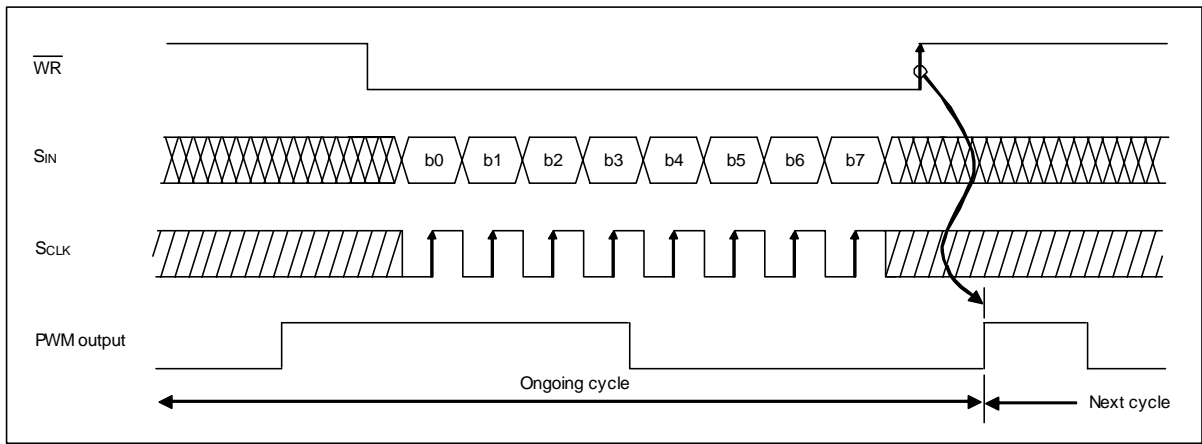 WR
SIN
b0 b1 b2 b3 b4 b5 b6 b7
SCLK
PWM output
Ongoing cycle
Next cycle